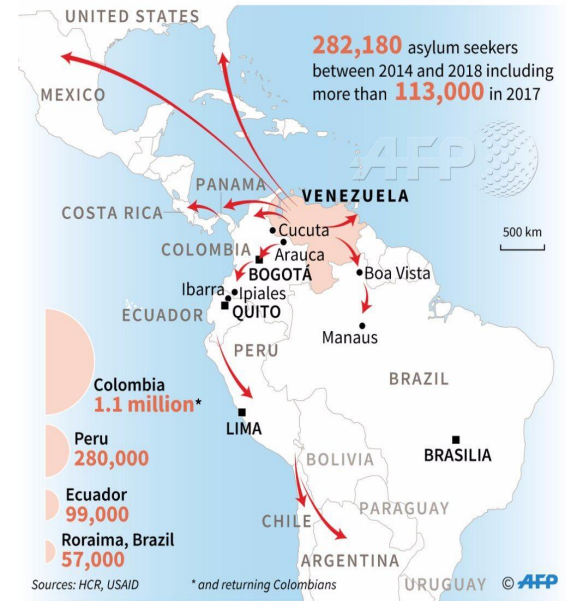 UNITED STATES
282,180 asylum seekers
between 2014 and 2018 including
more than 113,000 in 2017
MEXICO
AFP
PANAMA
VENEZUELA
COSTA RICA
Cucuta
500 km
COLOMBIA
Arauca
BOGOTÁ
Boa Vista
Ibarra
Ipiales
ECUADOR
QUITO
Manaus
PERU
BRAZIL
Colombia
1.1 million*
LIMA
Peru
280,000
BOLIVIA
BRASILIA
Ecuador
99,000
PARAGUAY
CHILE
Roraima, Brazil
57,000
ARGENTINA
Sources: HCR, USAID
* and returning Colombians
URUGUAY
© AFP